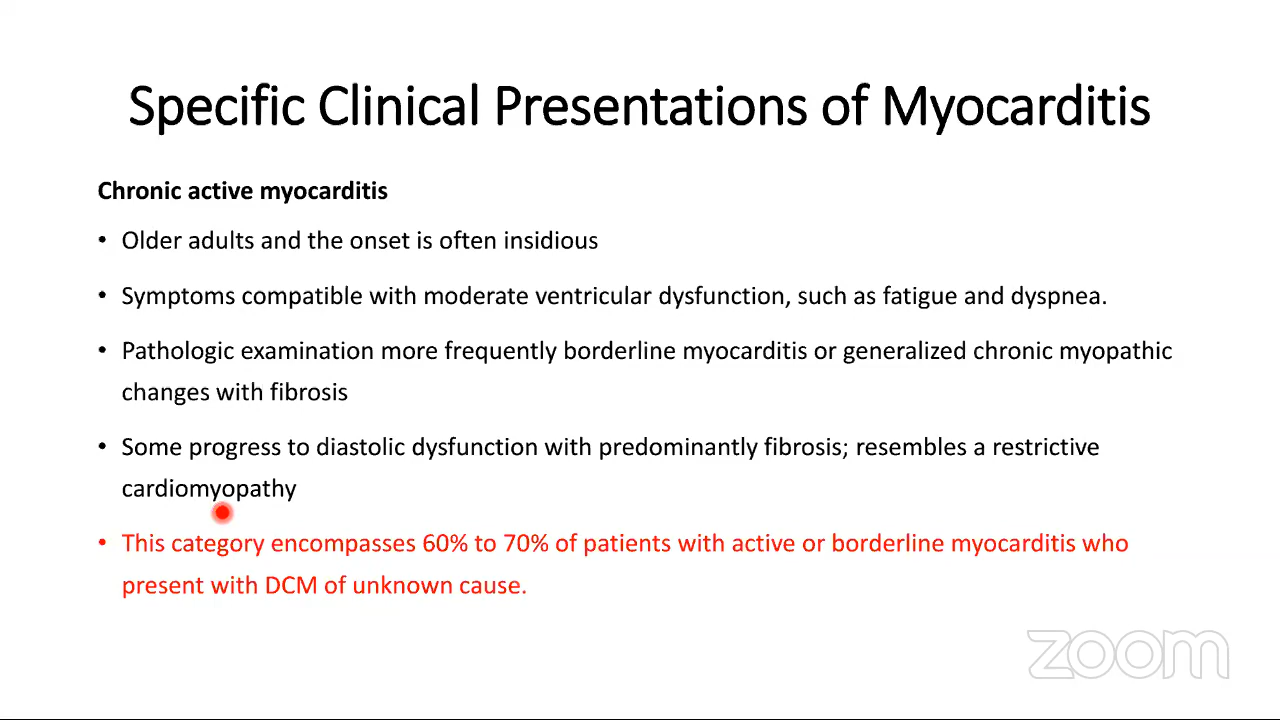 Specific Clinical Presentations of Myocarditis
Chronic active myocarditis
• Older adults and the onset is often insidious
• Symptoms compatible with moderate ventricular dysfunction, such as fatigue and dyspnea.
• Pathologic examination more frequently borderline myocarditis or generalized chronic myopathic
changes with fibrosis
• Some progress to diastolic dysfunction with predominantly fibrosis; resembles a restrictive
cardiomyopathy
• This category encompasses 60% to 70% of patients with active or borderline myocarditis who
present with DCM of unknown cause.
zoom